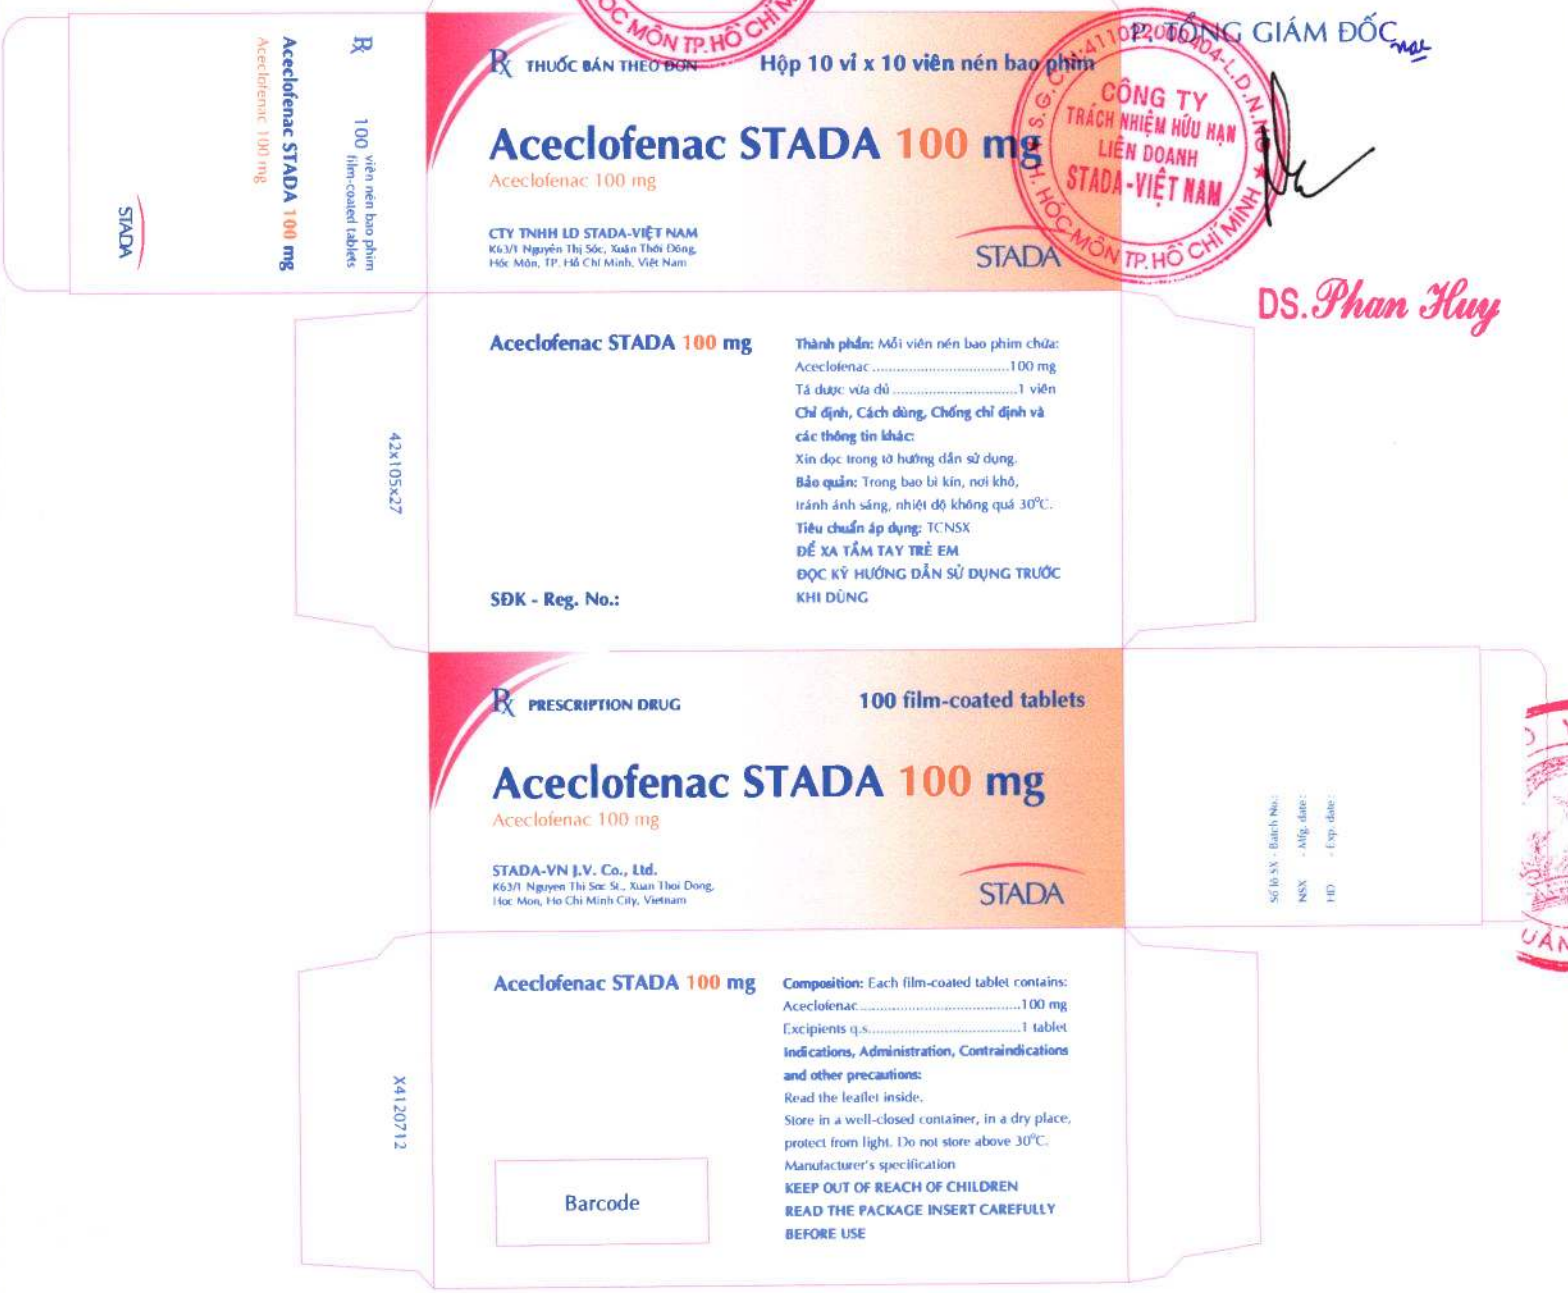 HÓC MÔN TP. HỒ CHÍ
P. TỔNG GIÁM ĐỐC
CÔNG TY
TRÁCH NHIỆM HỮU HẠN
LIÊN DOANH
STADA-VIỆT NAM
H. HÓC MÔN TP. HỒ CHÍ MINH
DS. Phan Huy
Rx 100 viên nén bao phim
film-coated tablets
Aceclofenac STADA 100 mg
Aceclofenac 100 mg
STADA
Rx THUỐC BÁN THEO ĐƠN
Hộp 10 vỉ x 10 viên nén bao phim
Aceclofenac STADA 100 mg
Aceclofenac 100 mg
CTY TNHH LD STADA-VIỆT NAM
K63/1 Nguyễn Thị Sóc, Xuân Thới Đông,
Hóc Môn, TP. Hồ Chí Minh, Việt Nam
STADA
Aceclofenac STADA 100 mg
SĐK - Reg. No.:
Thành phần: Mỗi viên nén bao phim chứa:
Aceclofenac................................100 mg
Tá dược vừa đủ.............................1 viên
Chỉ định, Cách dùng, Chống chỉ định và
các thông tin khác:
Xin đọc trong tờ hướng dẫn sử dụng.
Bảo quản: Trong bao bì kín, nơi khô,
tránh ánh sáng, nhiệt độ không quá 30°C.
Tiêu chuẩn áp dụng: TCNSX
ĐỂ XA TẦM TAY TRẺ EM
ĐỌC KỸ HƯỚNG DẪN SỬ DỤNG TRƯỚC
KHI DÙNG
42x105x27
Rx PRESCRIPTION DRUG
100 film-coated tablets
Aceclofenac STADA 100 mg
Aceclofenac 100 mg
STADA-VN J.V. Co., Ltd.
K63/1 Nguyen Thi Soc St., Xuan Thoi Dong,
Hoc Mon, Ho Chi Minh City, Vietnam
STADA
Số lô SX - Batch No.:
NSX - Mfg. date:
HD - Exp. date:
Aceclofenac STADA 100 mg
Barcode
Composition: Each film-coated tablet contains:
Aceclofenac......................................100 mg
Excipients q.s....................................1 tablet
Indications, Administration, Contraindications
and other precautions:
Read the leaflet inside.
Store in a well-closed container, in a dry place,
protect from light. Do not store above 30°C.
Manufacturer's specification
KEEP OUT OF REACH OF CHILDREN
READ THE PACKAGE INSERT CAREFULLY
BEFORE USE
X4120712